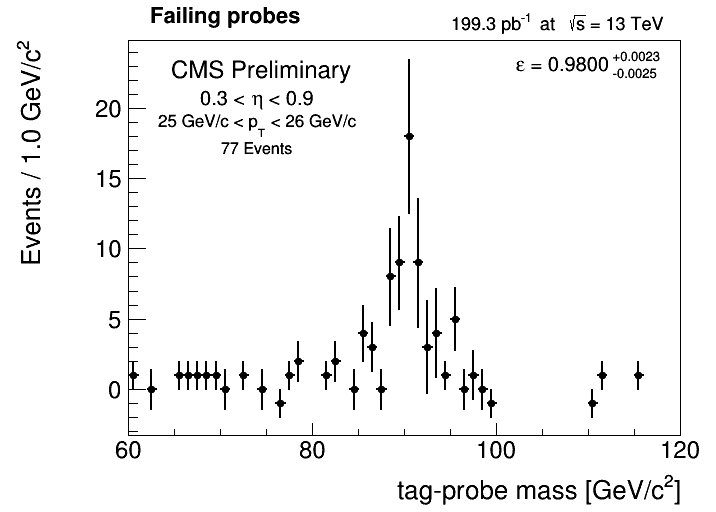 Failing probes
199.3 pb-1 at √s = 13 TeV
CMS Preliminary
0.3 < η < 0.9
25 GeV/c < pT < 26 GeV/c
77 Events
ε = 0.9800 +0.0023 -0.0025
Events / 1.0 GeV/c2
20
15
10
5
0
60 80 100 120
tag-probe mass [GeV/c2]